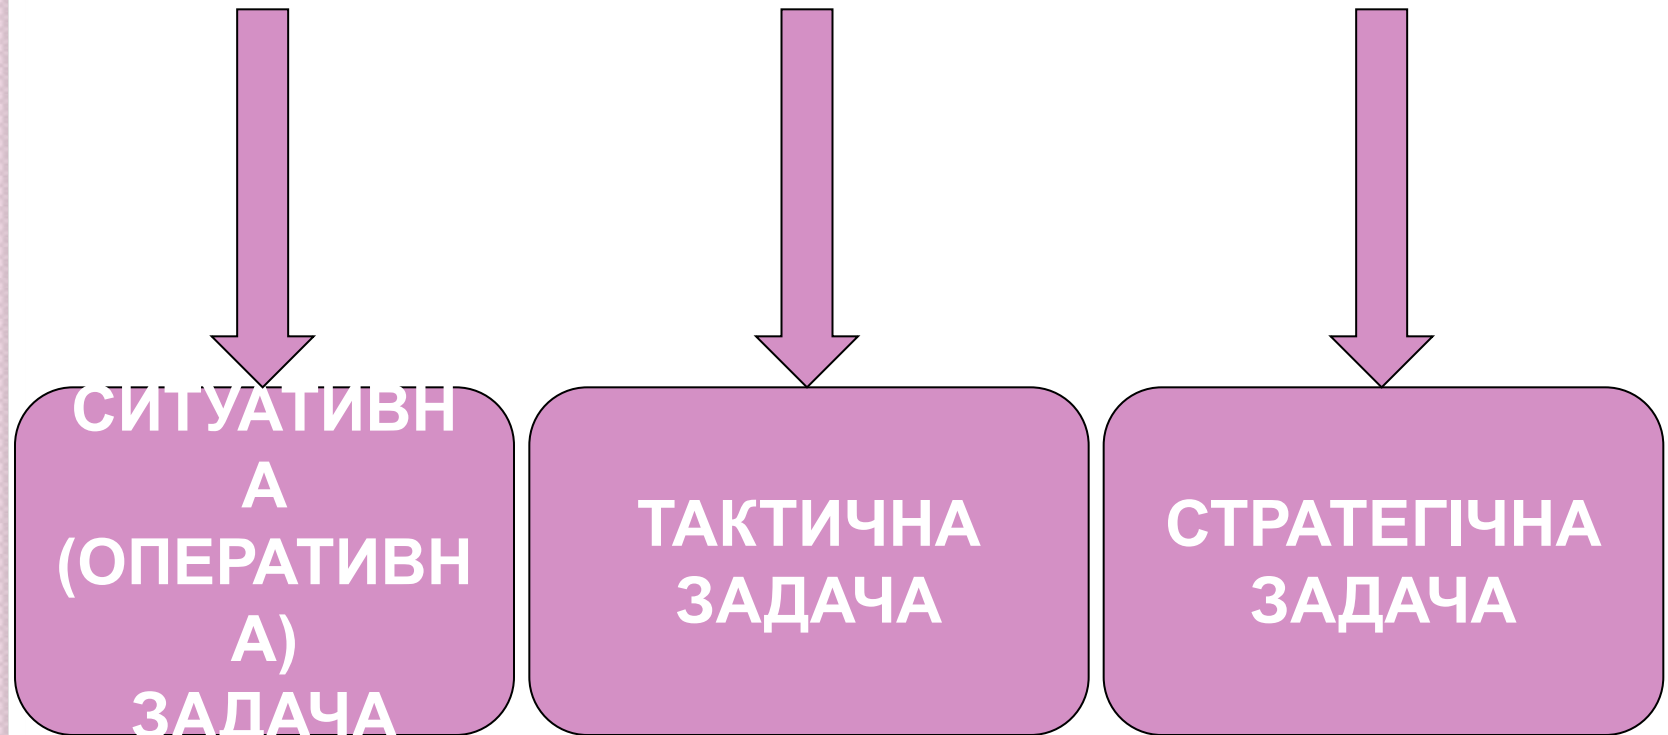 СИТУАТИВН
А
(ОПЕРАТИВН
А)
ЗАДАЧА
ТАКТИЧНА
ЗАДАЧА
СТРАТЕГІЧНА
ЗАДАЧА